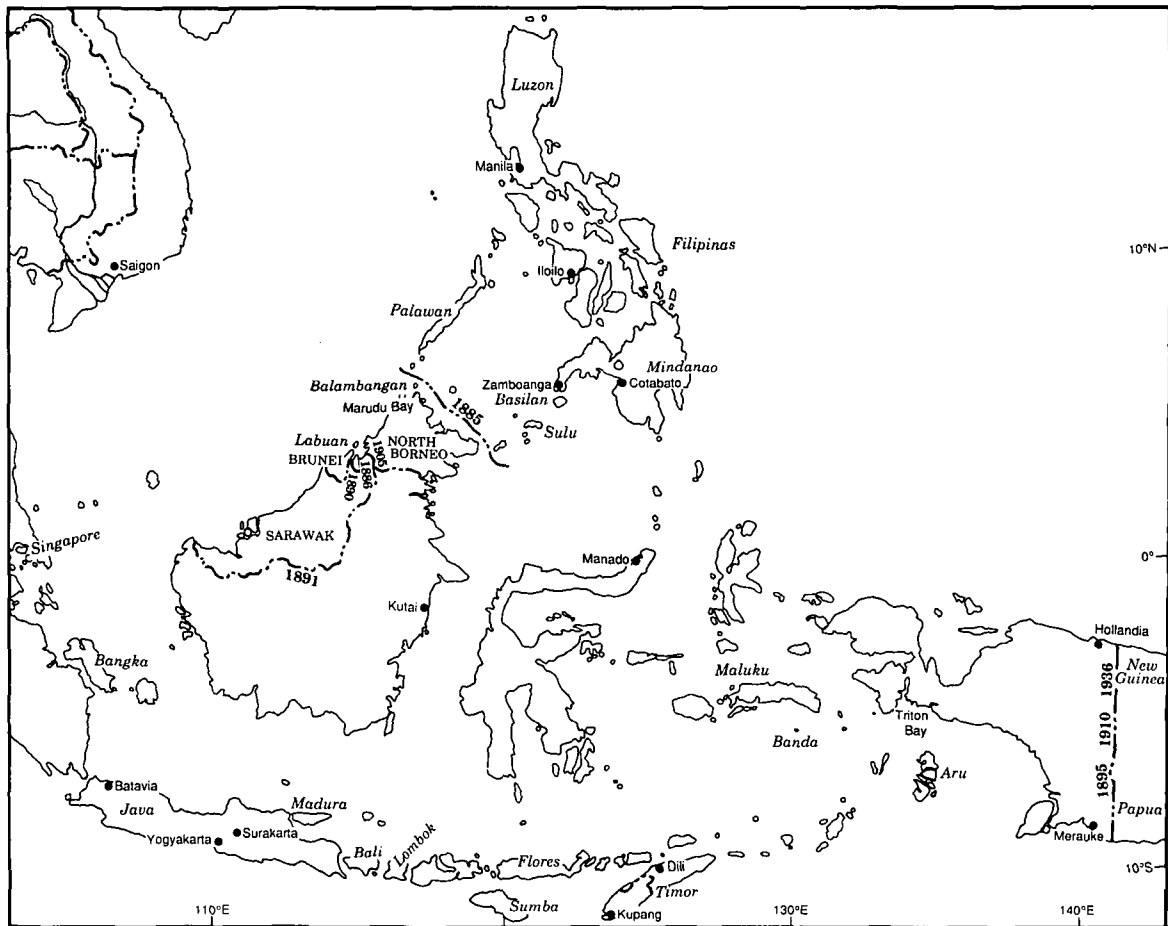 Luzon
Manila
Filipinas
10°N
Saigon
Iloilo
Palawan
Mindanao
Balambangan
Zamboanga
Cotabato
Basilan
Marudu Bay
1885
Sulu
Labuan
NORTH
BORNEO
BRUNEI
1905
1886
1890
SARAWAK
Singapore
1891
Manado
0°
Kutai
Hollandia
Bangka
Maluku
New
Guinea
Triton
Bay
Banda
1936
1910
1895
Aru
Batavia
Java
Madura
Papua
Merauke
Yogyakarta
Surakarta
Bali
Lombok
Flores
Dili
10°S
Timor
Sumba
Kupang
110°E
130°E
140°E